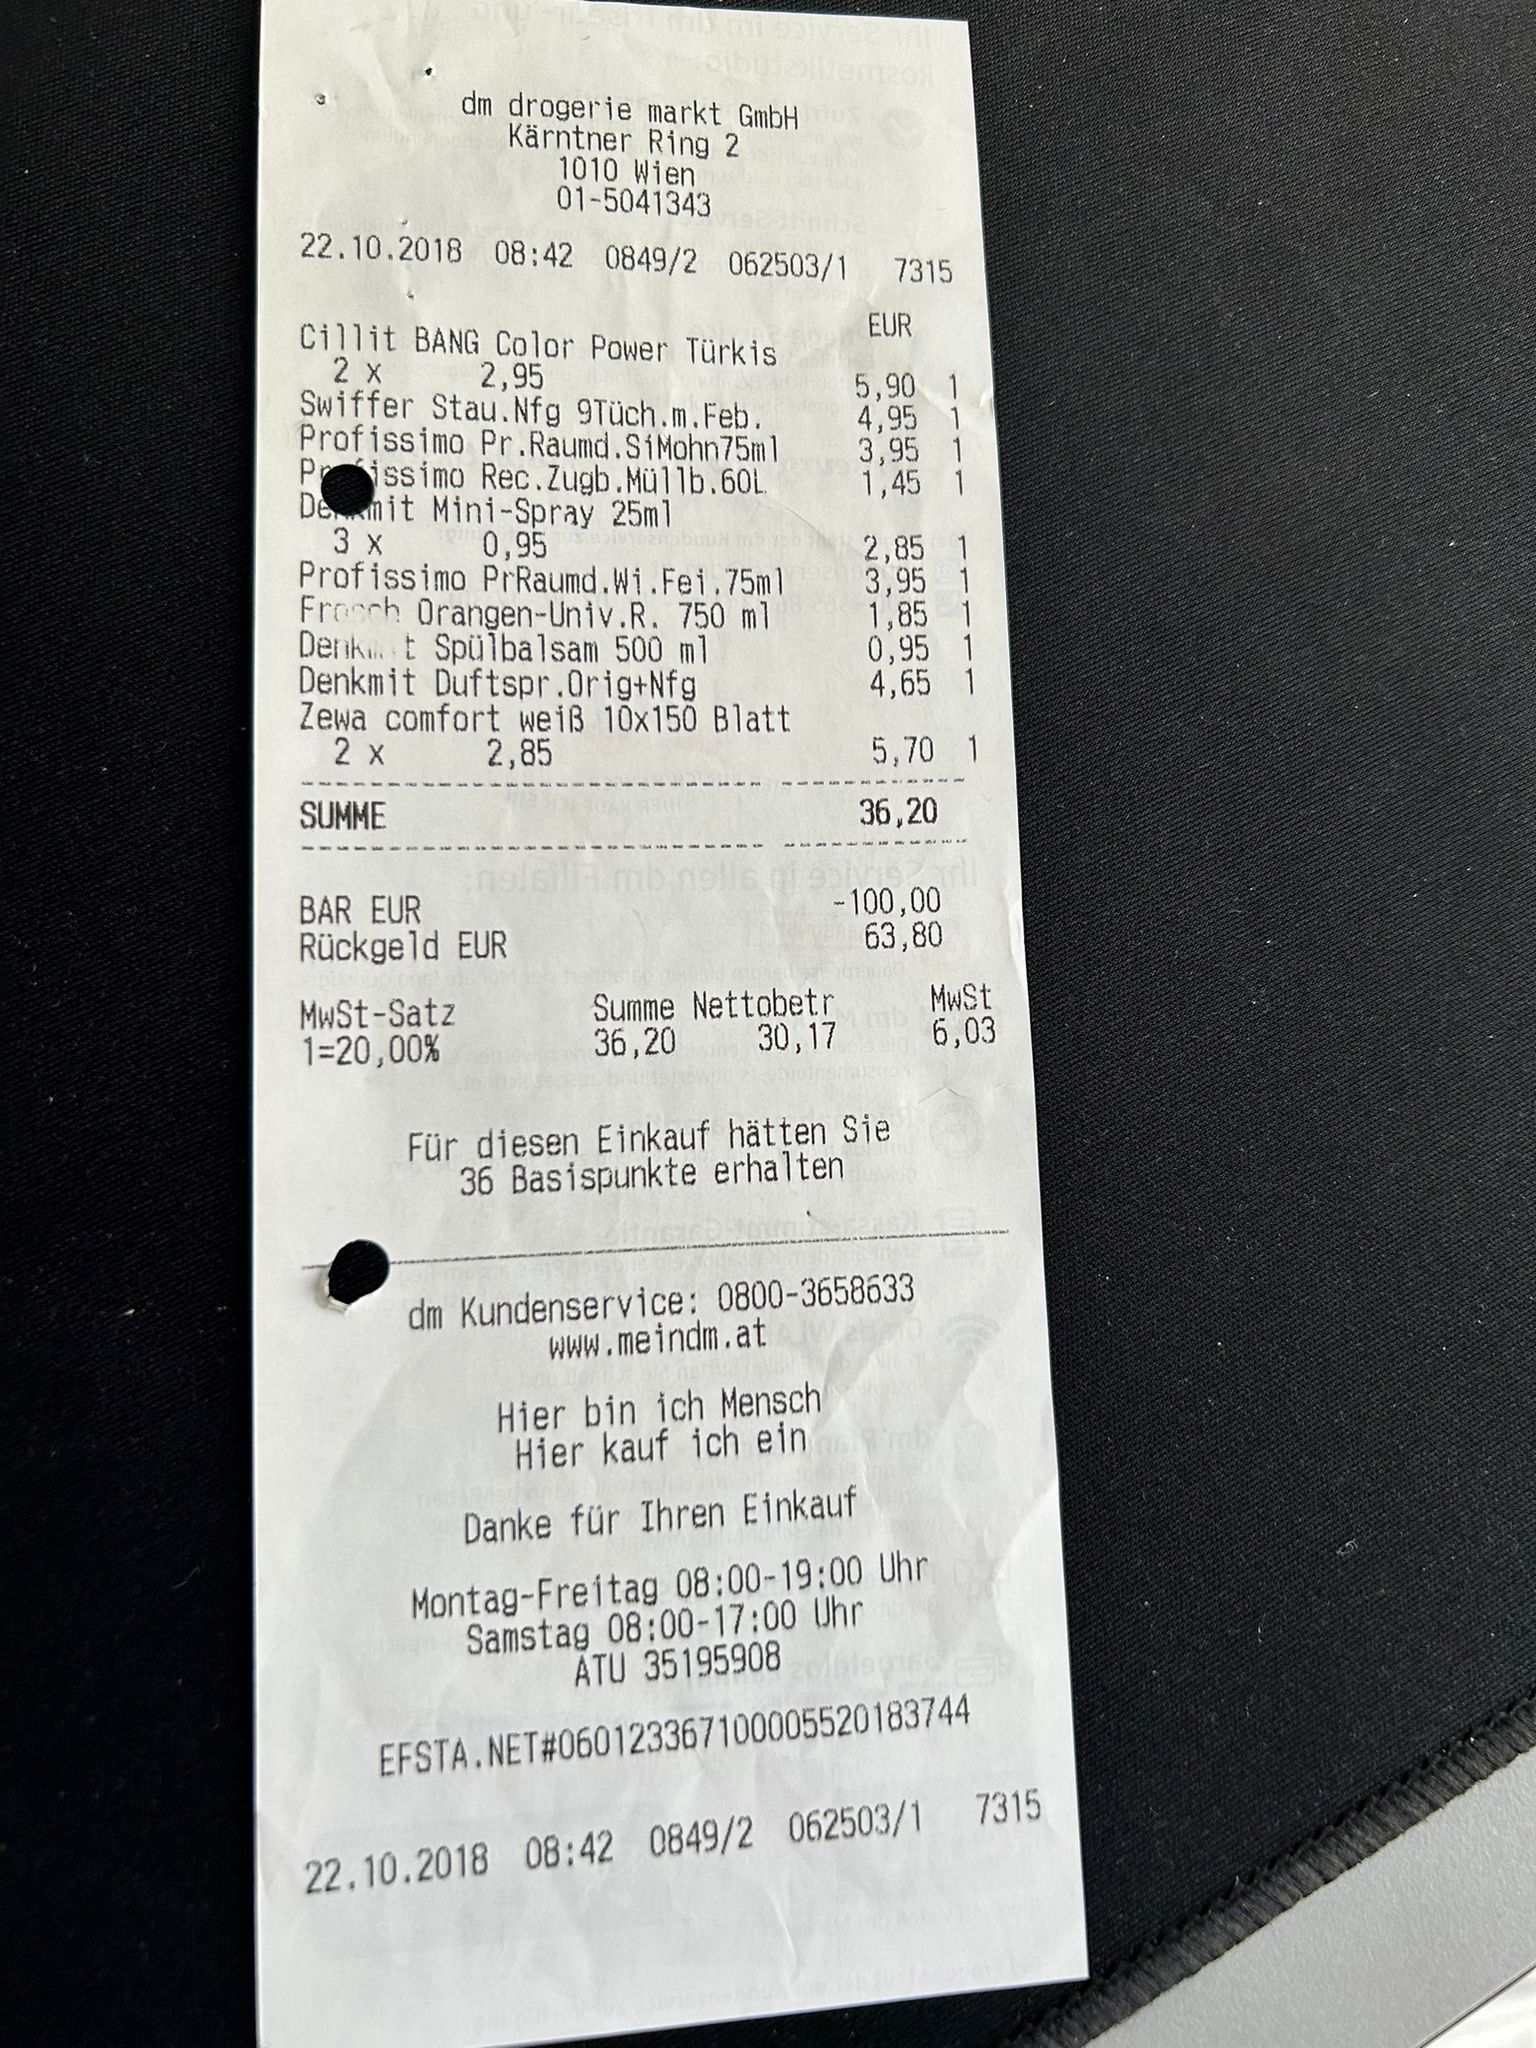 dm drogerie markt GmbH
Kärntner Ring 2
1010 Wien
01-5041343
22.10.2018 08:42 0849/2 062503/1 7315
EUR
Cillit BANG Color Power Türkis
2 x 2,95 5,90 1
Swiffer Stau.Nfg 9Tüch.m.Feb. 4,95 1
Profissimo Pr.Raumd.SiMohn75ml 3,95 1
Profissimo Rec.Zugb.Müllb.60L 1,45 1
Denkmit Mini-Spray 25ml
3 x 0,95 2,85 1
Profissimo PrRaumd.Wi.Fei.75ml 3,95 1
Frosch Orangen-Univ.R. 750 ml 1,85 1
Denkmit Spülbalsam 500 ml 0,95 1
Denkmit Duftspr.Orig+Nfg 4,65 1
Zewa comfort weiß 10x150 Blatt
2 x 2,85 5,70 1
SUMME 36,20
BAR EUR -100,00
Rückgeld EUR 63,80
MwSt-Satz Summe Nettobetr MwSt
1=20,00% 36,20 30,17 6,03
Für diesen Einkauf hätten Sie
36 Basispunkte erhalten
dm Kundenservice: 0800-3658633
www.meindm.at
Hier bin ich Mensch
Hier kauf ich ein
Danke für Ihren Einkauf
Montag-Freitag 08:00-19:00 Uhr
Samstag 08:00-17:00 Uhr
ATU 35195908
EFSTA.NET#060123367100005520183744
22.10.2018 08:42 0849/2 062503/1 7315